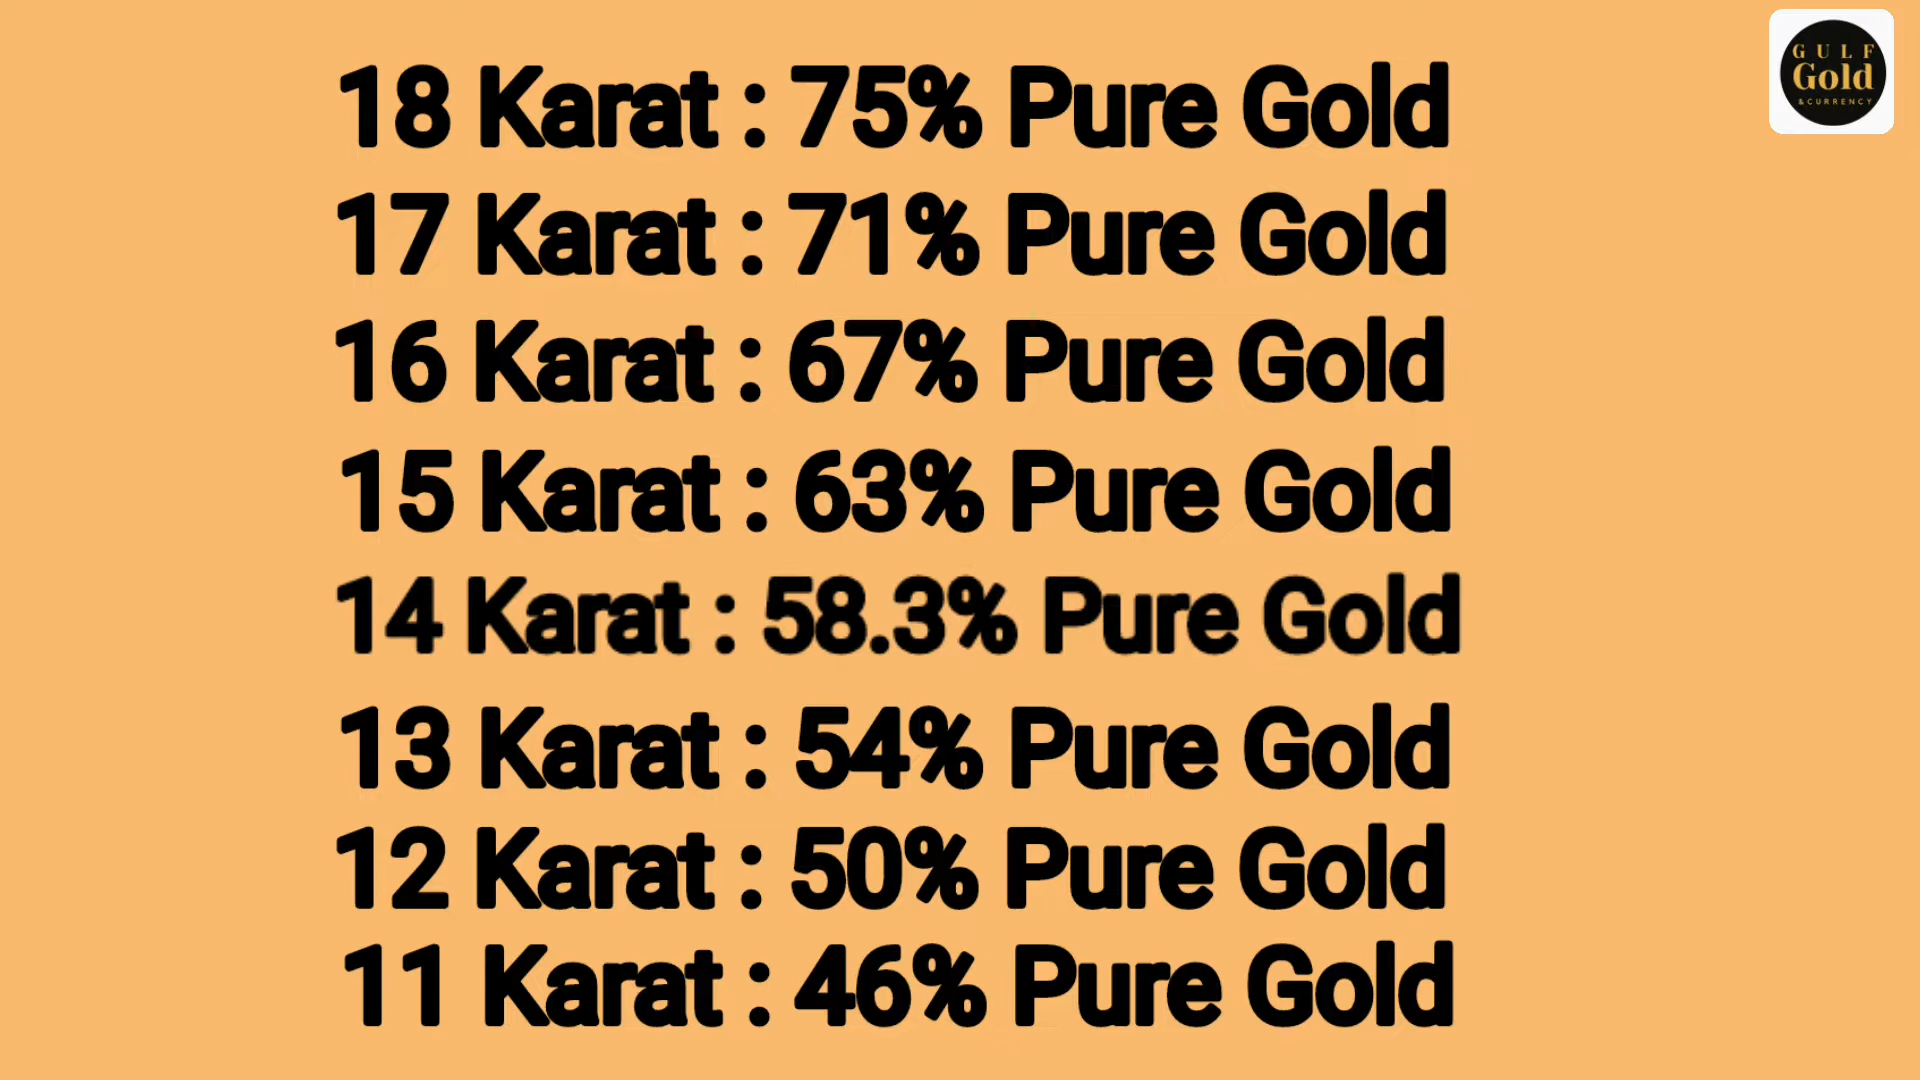 GULF
Gold
&CURRENCY
18 Karat : 75% Pure Gold
17 Karat : 71% Pure Gold
16 Karat : 67% Pure Gold
15 Karat : 63% Pure Gold
14 Karat : 58.3% Pure Gold
13 Karat : 54% Pure Gold
12 Karat : 50% Pure Gold
11 Karat : 46% Pure Gold